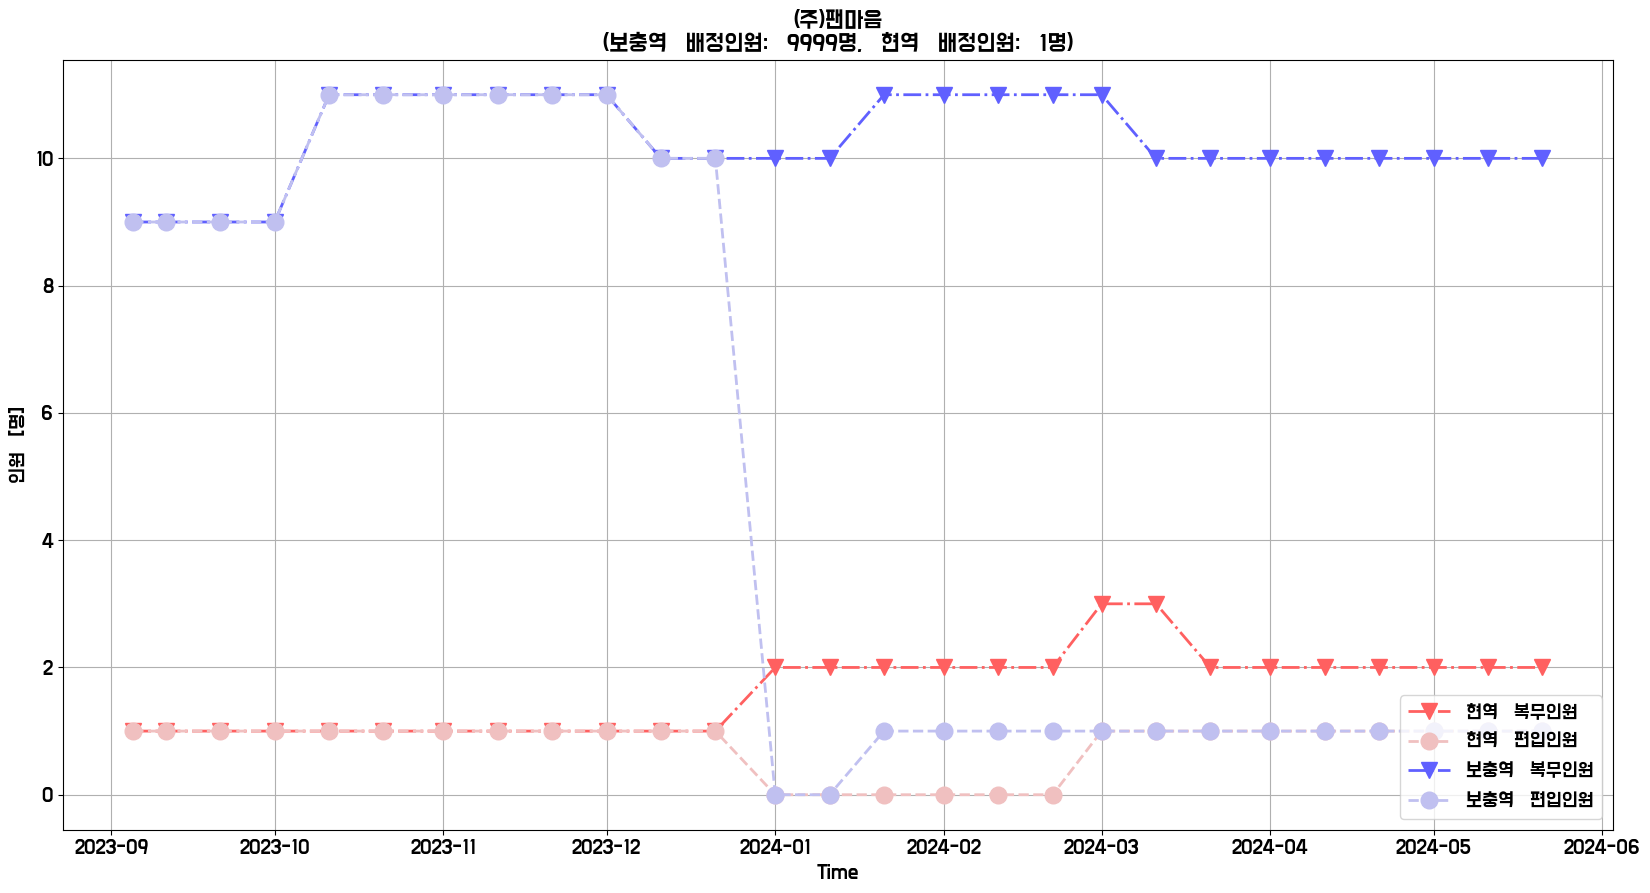 (주)팬마음
(보충역 배정인원: 9999명, 현역 배정인원: 1명)
인원 [명]
10
8
6
4
2
0
현역 복무인원
현역 편입인원
보충역 복무인원
보충역 편입인원
2023-09 2023-10 2023-11 2023-12 2024-01 2024-02 2024-03 2024-04 2024-05 2024-06
Time